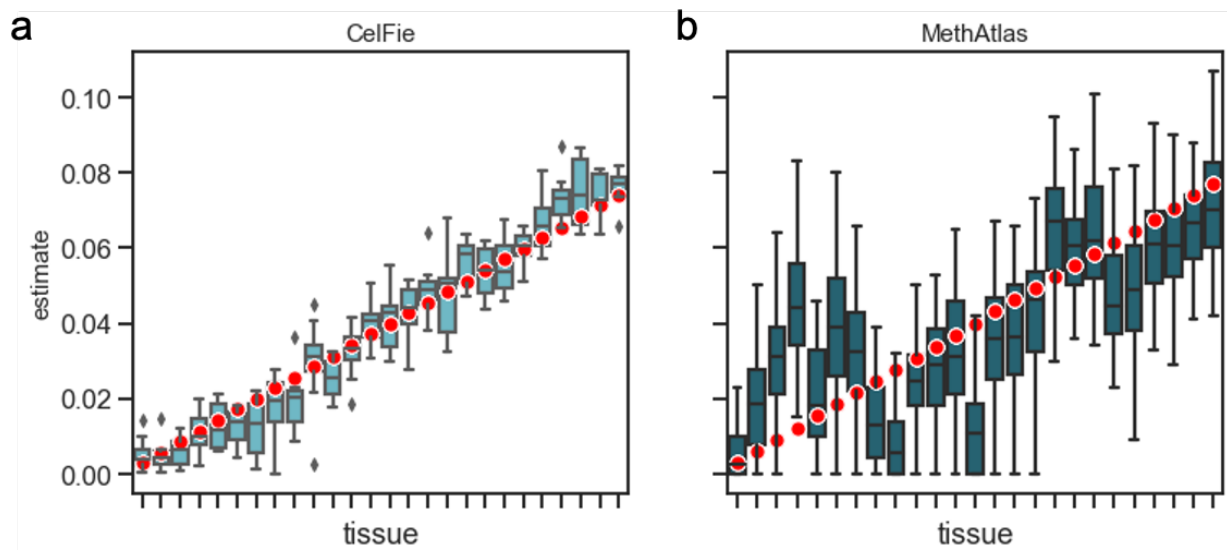 a
CelFie
b
MethAtlas
0.10
0.08
0.06
0.04
0.02
0.00
estimate
tissue
tissue